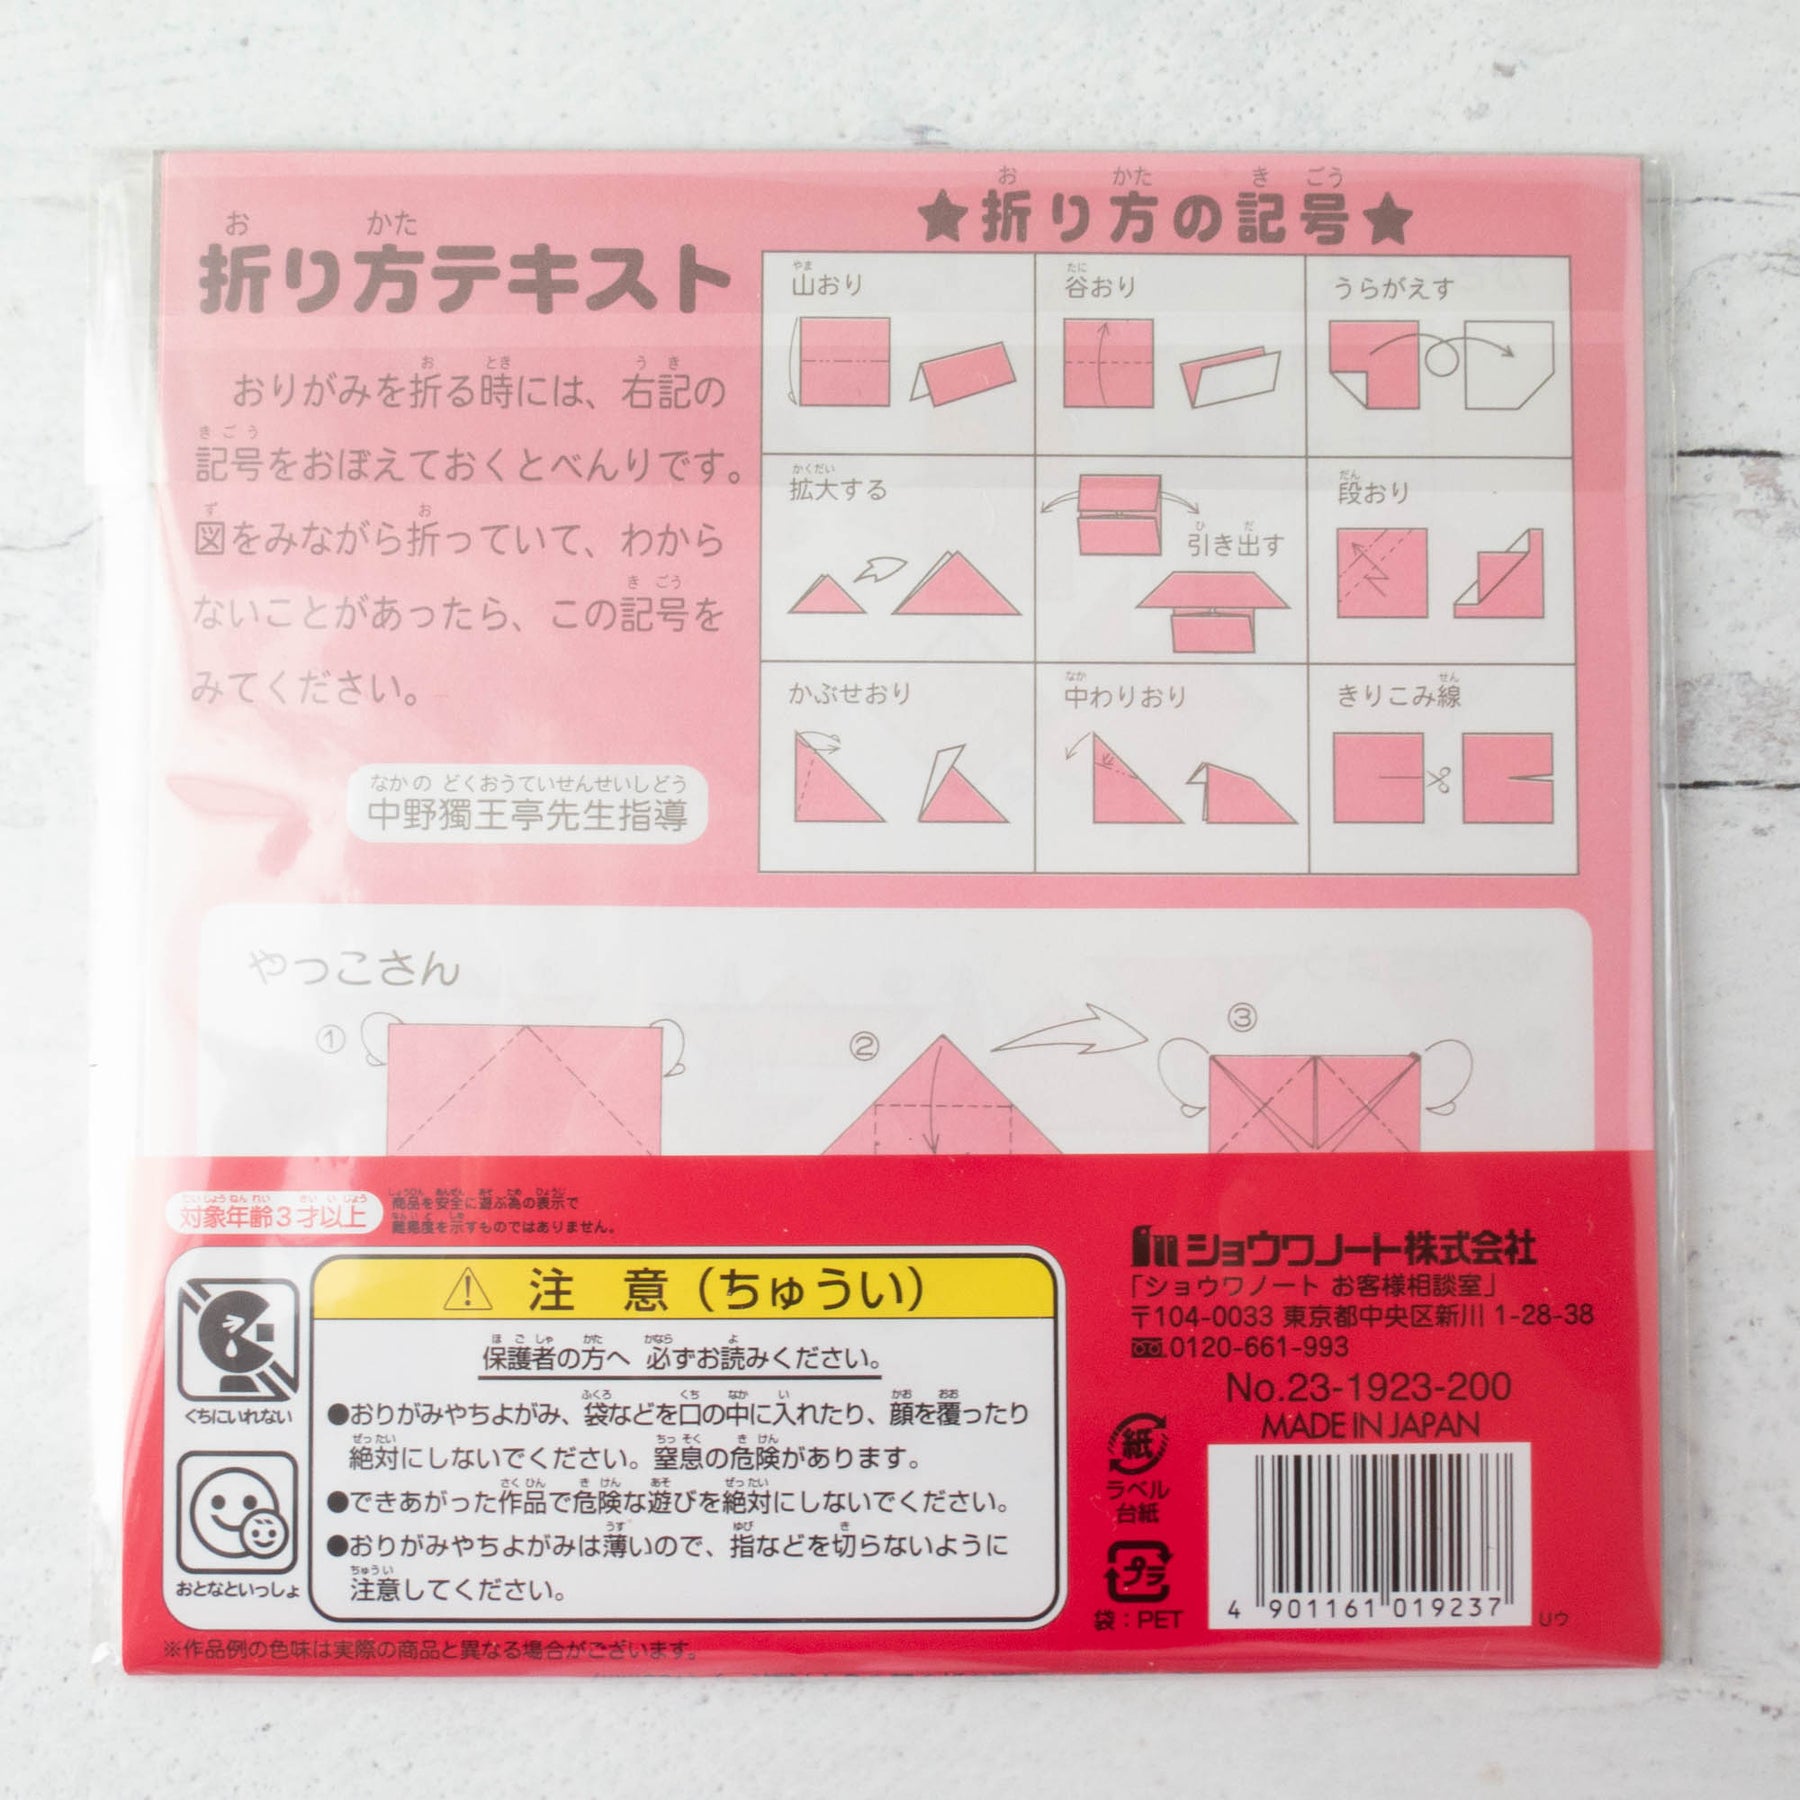 折り方テキスト
おりがみを折る時には、右記の
記号をおぼえておくとべんりです。
図をみながら折っていて、わから
ないことがあったら、この記号を
みてください。
なかの どくおうていせんせいしどう
中野獨王亭先生指導
★折り方の記号★
山おり
谷おり
うらがえす
拡大する
引き出す
段おり
かぶせおり
中わりおり
きりこみ線
やっこさん
①
②
③
対象年齢3才以上
商品を安全に遊ぶ為の表示で
難易度を示すものではありません。
くちにいれない
おとなといっしょ
注 意(ちゅうい)
保護者の方へ 必ずお読みください。
●おりがみやちよがみ、袋などを口の中に入れたり、顔を覆ったり
絶対にしないでください。窒息の危険があります。
●できあがった作品で危険な遊びを絶対にしないでください。
●おりがみやちよがみは薄いので、指などを切らないように
注意してください。
※作品例の色味は実際の商品と異なる場合がございます。
ショウワノート株式会社
「ショウワノート お客様相談室」
〒104-0033 東京都中央区新川 1-28-38
0120-661-993
No.23-1923-200
MADE IN JAPAN
紙
ラベル
台紙
プラ
袋：PET
4 901161 019237
Uウ